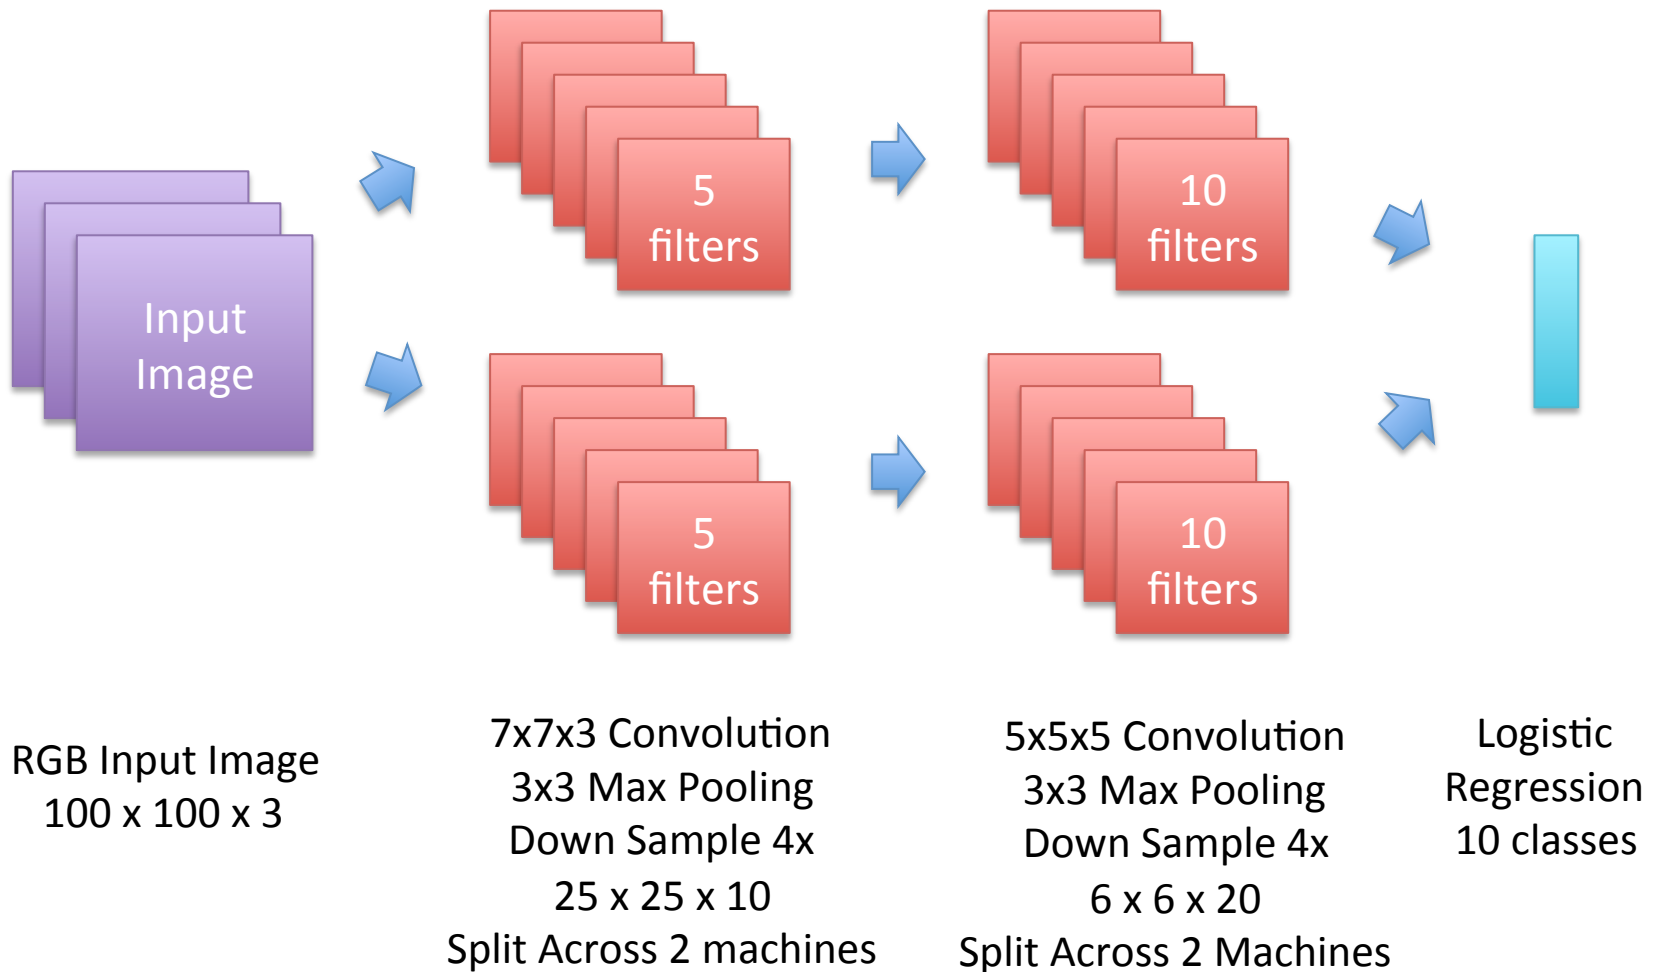 Input
Image
5
filters
10
filters
5
filters
10
filters
RGB Input Image
100 x 100 x 3
7x7x3 Convolution
3x3 Max Pooling
Down Sample 4x
25 x 25 x 10
Split Across 2 machines
5x5x5 Convolution
3x3 Max Pooling
Down Sample 4x
6 x 6 x 20
Split Across 2 Machines
Logistic
Regression
10 classes